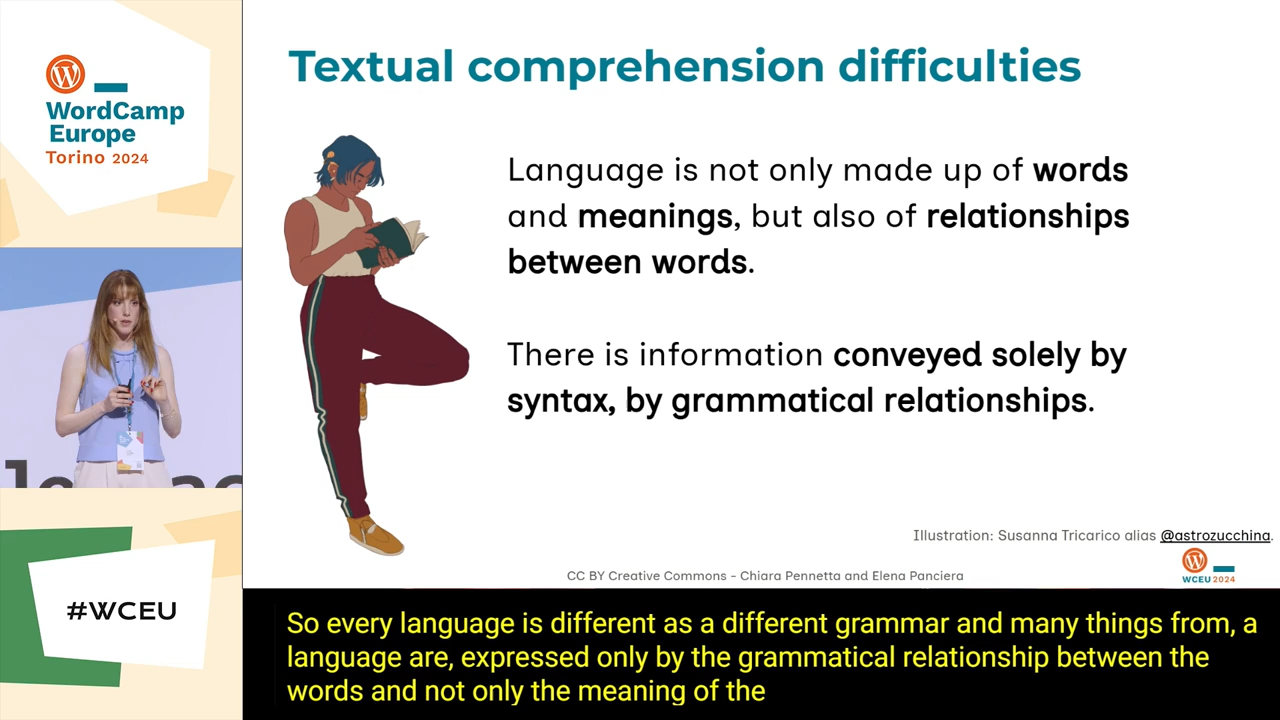 WordCamp
Europe
Torino 2024
#WCEU
Textual comprehension difficulties
Language is not only made up of words
and meanings, but also of relationships
between words.
There is information conveyed solely by
syntax, by grammatical relationships.
Illustration: Susanna Tricarico alias @astrozucchina.
CC BY Creative Commons - Chiara Pennetta and Elena Panciera
WCEU 2024
So every language is different as a different grammar and many things from, a
language are, expressed only by the grammatical relationship between the
words and not only the meaning of the